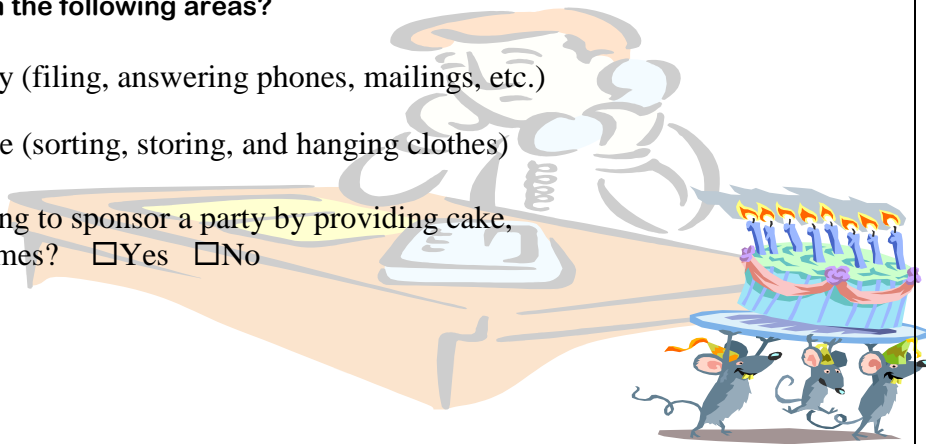 n the following areas?
y (filing, answering phones, mailings, etc.)
e (sorting, storing, and hanging clothes)
ng to sponsor a party by providing cake,
mes? ☐Yes ☐No